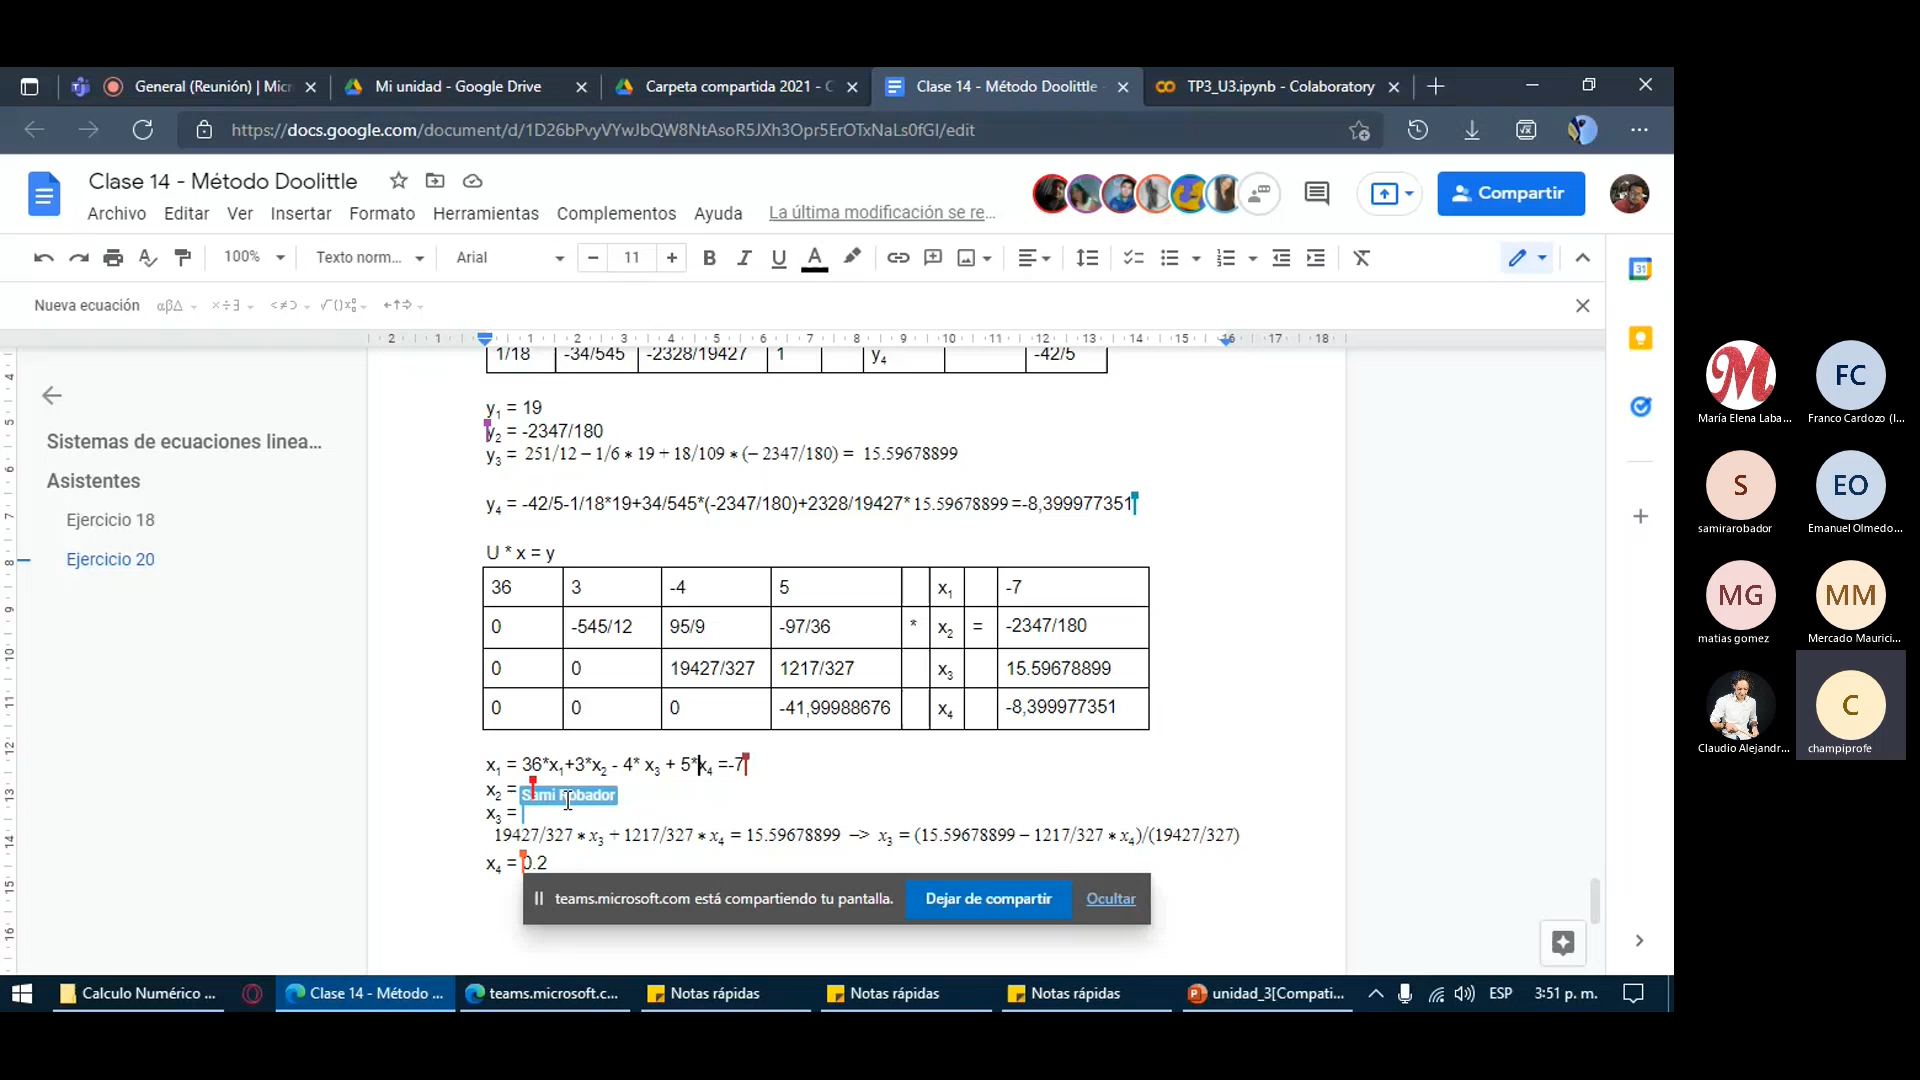 General (Reunión) | Micr
Mi unidad - Google Drive
Carpeta compartida 2021 - C
Clase 14 - Método Doolittle -
TP3_U3.ipynb - Colaboratory
https://docs.google.com/document/d/1D26bPvyVYwJbQW8NtAsoR5JXh3Opr5ErOTxNaLs0fGI/edit
Clase 14 - Método Doolittle
Archivo Editar Ver Insertar Formato Herramientas Complementos Ayuda La última modificación se re...
Compartir
100% Texto norm... Arial 11
Nueva ecuación
Sistemas de ecuaciones linea...
Asistentes
Ejercicio 18
Ejercicio 20
1/18 -34/545 -2328/19427 1 y4 -42/5
y1 = 19
y2 = -2347/180
y3 = 251/12 − 1/6 * 19 + 18/109 * (− 2347/180) = 15.59678899
y4 = -42/5-1/18*19+34/545*(-2347/180)+2328/19427*15.59678899=-8,399977351
U * x = y
36 3 -4 5 x1 -7
0 -545/12 95/9 -97/36 * x2 = -2347/180
0 0 19427/327 1217/327 x3 15.59678899
0 0 0 -41,99988676 x4 -8,399977351
x1 = 36*x1+3*x2 - 4* x3 + 5*x4 =-7
x2 =
Sami Robador
x3 =
19427/327 * x3 + 1217/327 * x4 = 15.59678899 −> x3 = (15.59678899 − 1217/327 * x4)/(19427/327)
x4 = 0.2
teams.microsoft.com está compartiendo tu pantalla. Dejar de compartir Ocultar
María Elena Laba...
FC
Franco Cardozo (I...
S
samirarobador
EO
Emanuel Olmedo...
MG
matias gomez
MM
Mercado Maurici...
Claudio Alejandr...
C
champiprofe
Calculo Numérico ...
Clase 14 - Método ...
teams.microsoft.c...
Notas rápidas
Notas rápidas
Notas rápidas
unidad_3[Compati...
ESP
3:51 p. m.